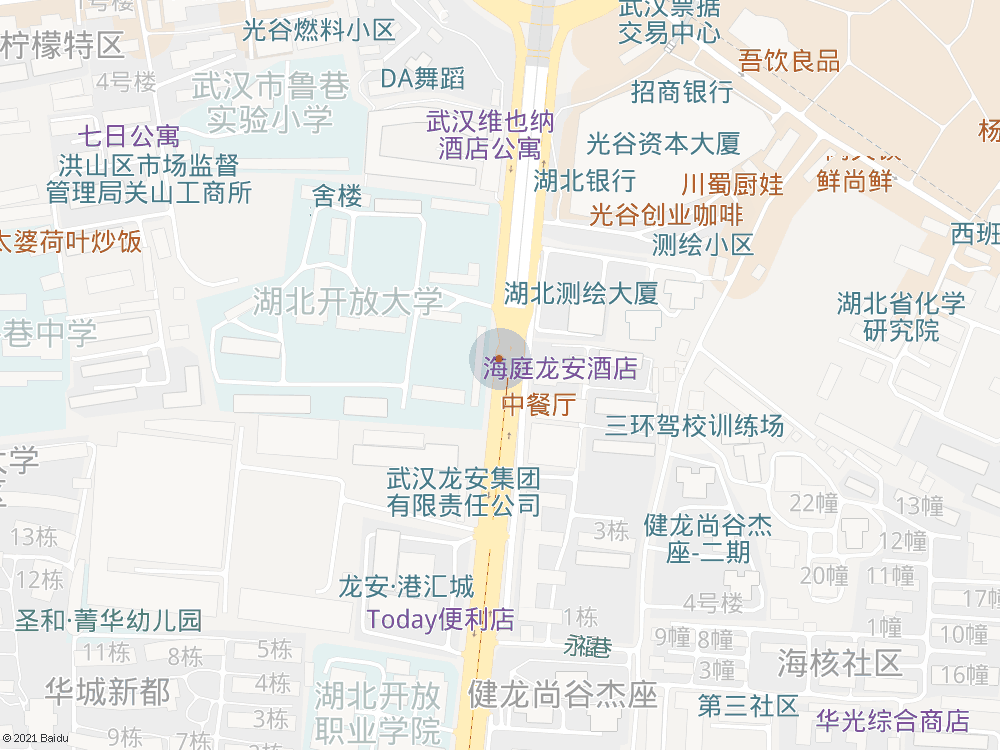 武汉票据
交易中心
光谷燃料小区
柠檬特区
吾饮良品
DA舞蹈
4号楼
武汉市鲁巷
实验小学
招商银行
武汉维也纳
酒店公寓
七日公寓
光谷资本大厦
洪山区市场监督
管理局关山工商所
舍楼
湖北银行
川蜀厨娃
鲜尚鲜
光谷创业咖啡
太婆荷叶炒饭
测绘小区
西班
湖北开放大学
湖北测绘大厦
湖北省化学
研究院
巷中学
海庭龙安酒店
中餐厅
三环驾校训练场
大学
武汉龙安集团
有限责任公司
22幢
13幢
13栋
3栋
健龙尚谷杰
座-二期
12幢
12栋
龙安·港汇城
20幢
11幢
4号楼
17幢
圣和·菁华幼儿园
Today便利店
1栋
永巷
9幢
8幢
1幢
10幢
11栋
8栋
5栋
3幢
海核社区
16幢
华城新都
4栋
湖北开放
职业学院
健龙尚谷杰座
第三社区
华光综合商店
3栋
7栋
2栋
© 2021 Baidu